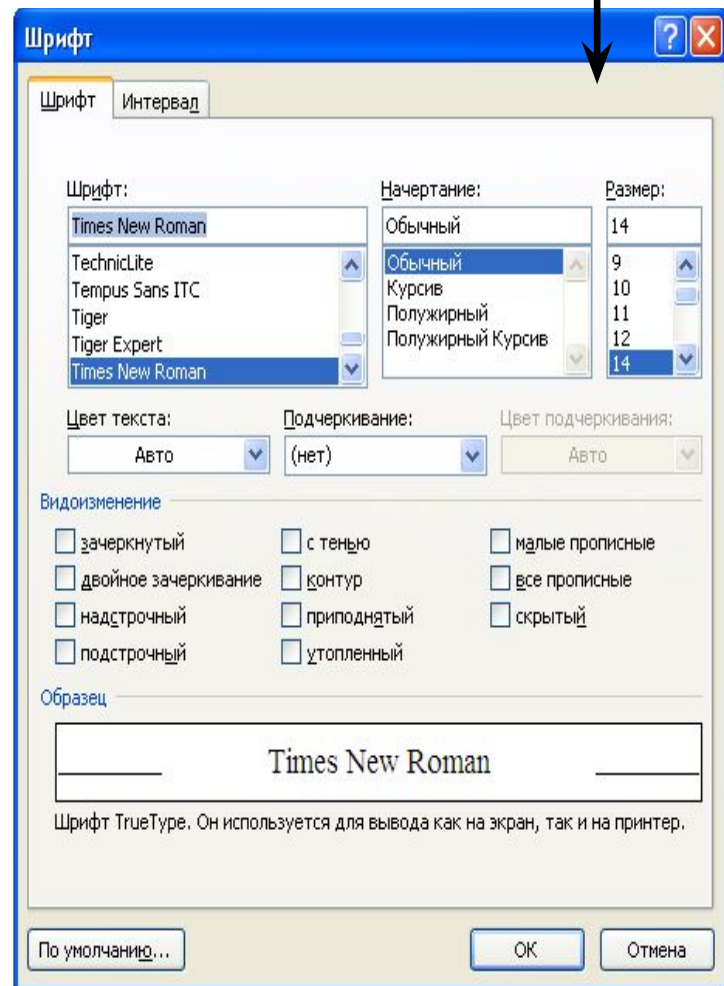 Шрифт
Шрифт Интервал
Шрифт: Начертание: Размер:
Times New Roman Обычный 14
TechnicLite Обычный 9
Tempus Sans ITC Курсив 10
Tiger Полужирный 11
Tiger Expert Полужирный Курсив 12
Times New Roman 14
Цвет текста: Подчеркивание: Цвет подчеркивания:
Авто (нет) Авто
Видоизменение
зачеркнутый с тенью малые прописные
двойное зачеркивание контур все прописные
надстрочный приподнятый скрытый
подстрочный утопленный
Образец
Times New Roman
Шрифт TrueType. Он используется для вывода как на экран, так и на принтер.
По умолчанию... ОК Отмена